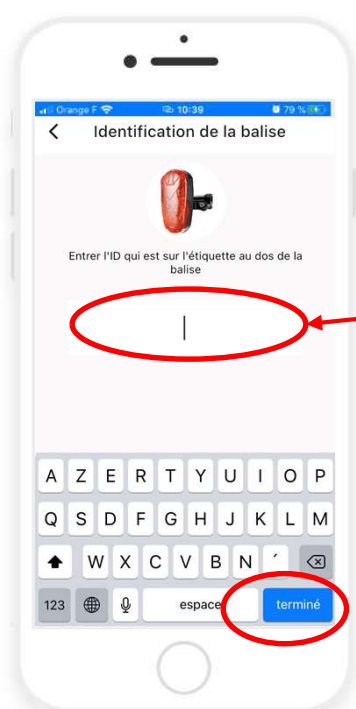 Orange F 10:39 79 %
Identification de la balise
Entrer l'ID qui est sur l'étiquette au dos de la
balise
A Z E R T Y U I O P
Q S D F G H J K L M
W X C V B N ´
123 espace terminé